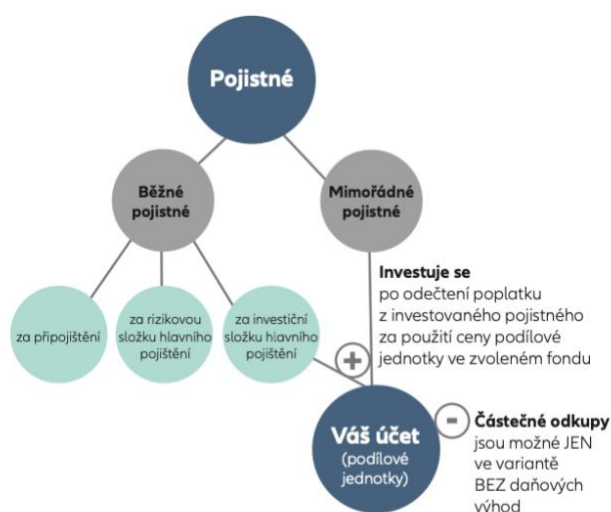 Pojistné
Běžné
pojistné
Mimořádné
pojistné
za připojištění
za rizikovou
složku hlavního
pojištění
za investiční
složku hlavního
pojištění
Investuje se
po odečtení poplatku
z investovaného pojistného
za použití ceny podílové
jednotky ve zvoleném fondu
+
Váš účet
(podílové
jednotky)
-
Částečné odkupy
jsou možné JEN
ve variantě
BEZ daňových
výhod